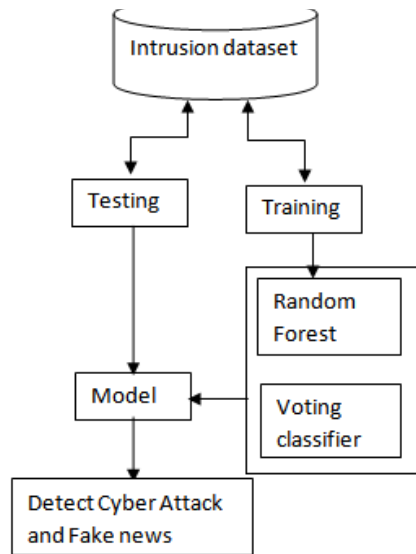 Intrusion dataset
Testing
Training
Random
Forest
Model
Voting
classifier
Detect Cyber Attack
and Fake news